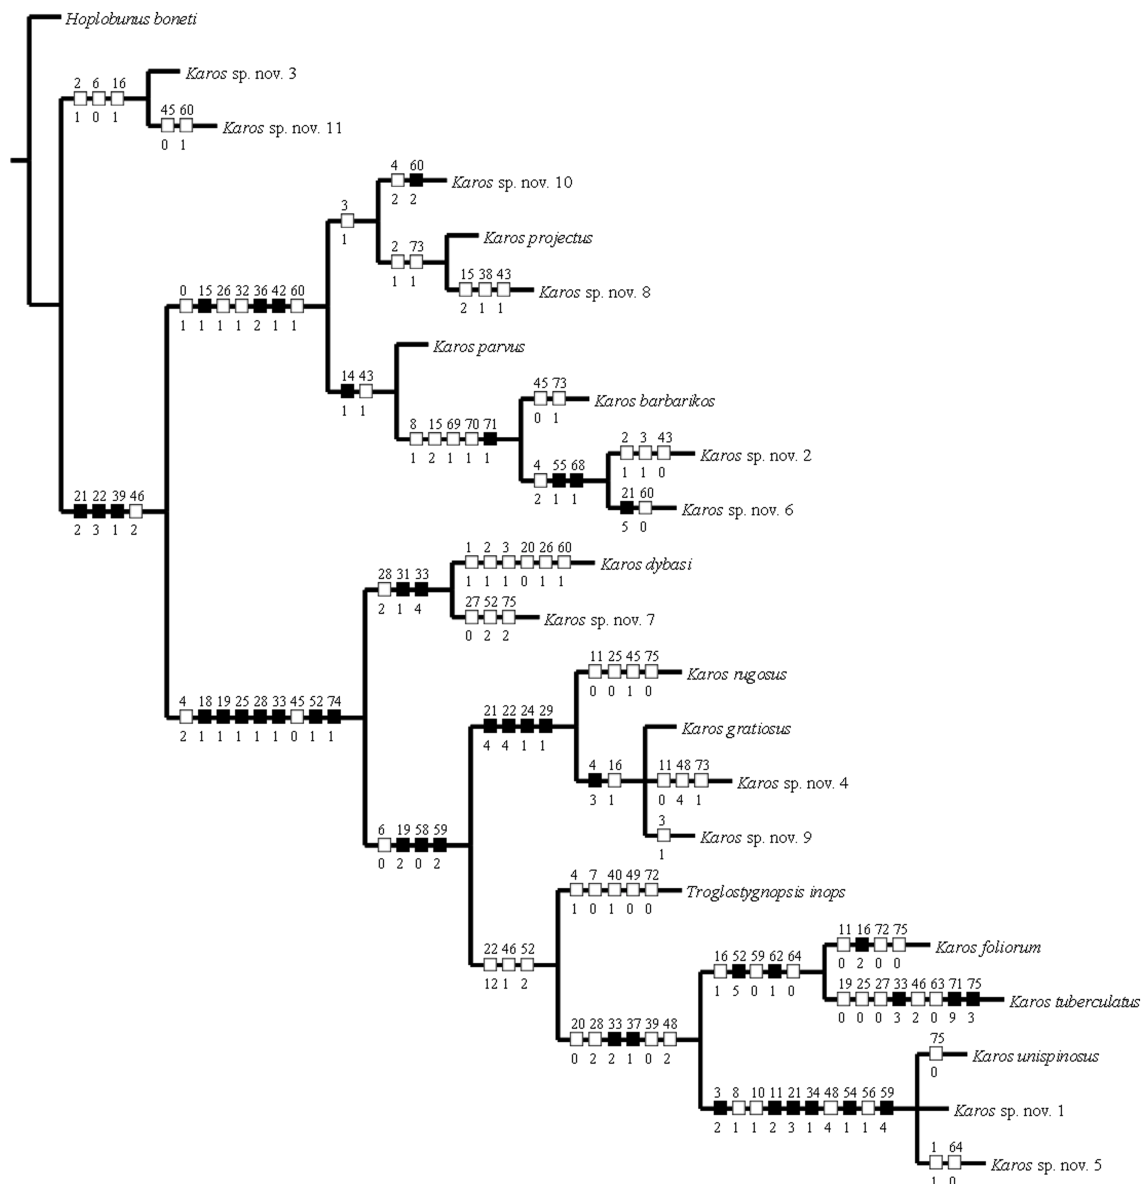 Hoplobunus boneti
Karos sp. nov. 3
2 6 16
1 0 1
45 60
Karos sp. nov. 11
0 1
4 60
Karos sp. nov. 10
2 2
3
1
Karos projectus
2 73
1 1
15 38 43
Karos sp. nov. 8
2 1 1
0 15 26 32 36 42 60
1 1 1 1 2 1 1
Karos parvus
14 43
1 1
45 73
Karos barbarikos
0 1
8 15 69 70 71
1 2 1 1 1
2 3 43
Karos sp. nov. 2
1 1 0
4 55 68
2 1 1
21 60
Karos sp. nov. 6
5 0
21 22 39 46
2 3 1 2
1 2 3 20 26 60
Karos dybasi
1 1 1 0 1 1
28 31 33
2 1 4
27 52 75
Karos sp. nov. 7
0 2 2
11 25 45 75
Karos rugosus
0 0 1 0
4 18 19 25 28 33 45 52 74
2 1 1 1 1 1 0 1 1
21 22 24 29
4 4 1 1
Karos gratiosus
4 16
3 1
11 48 73
Karos sp. nov. 4
0 4 1
3
Karos sp. nov. 9
1
6 19 58 59
0 2 0 2
4 7 40 49 72
Troglostygnopsis inops
1 0 1 0 0
22 46 52
12 1 2
11 16 72 75
Karos foliorum
0 2 0 0
16 52 59 62 64
1 5 0 1 0
19 25 27 33 46 63 71 75
Karos tuberculatus
0 0 0 3 2 0 9 3
20 28 33 37 39 48
0 2 2 1 0 2
75
Karos unispinosus
0
3 8 10 11 21 34 48 54 56 59
2 1 1 2 3 1 4 1 1 4
Karos sp. nov. 1
1 64
Karos sp. nov. 5
1 0